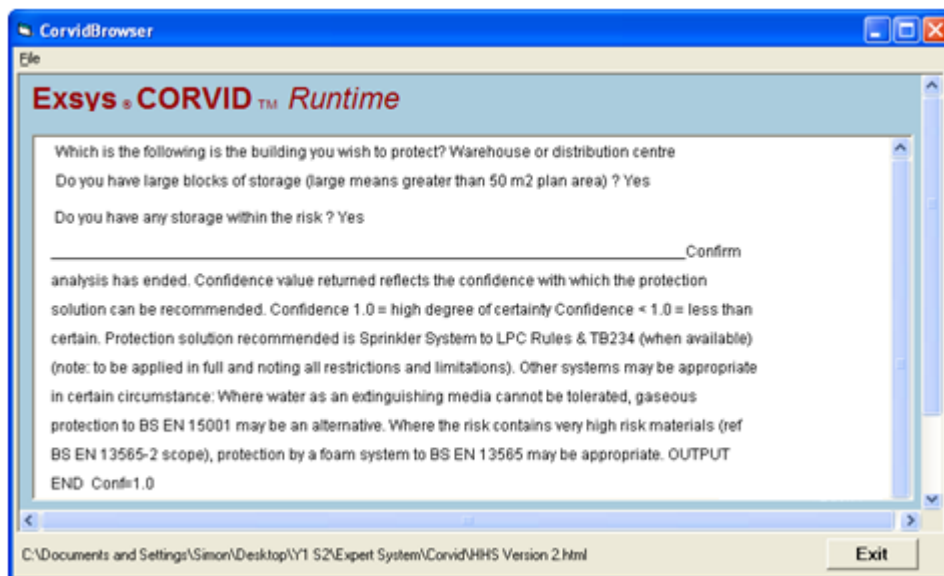 CorvidBrowser
File
Exsys ® CORVID TM Runtime
Which is the following is the building you wish to protect? Warehouse or distribution centre
Do you have large blocks of storage (large means greater than 50 m2 plan area) ? Yes
Do you have any storage within the risk ? Yes
Confirm
analysis has ended. Confidence value returned reflects the confidence with which the protection
solution can be recommended. Confidence 1.0 = high degree of certainty Confidence < 1.0 = less than
certain. Protection solution recommended is Sprinkler System to LPC Rules & TB234 (when available)
(note: to be applied in full and noting all restrictions and limitations). Other systems may be appropriate
in certain circumstance: Where water as an extinguishing media cannot be tolerated, gaseous
protection to BS EN 15001 may be an alternative. Where the risk contains very high risk materials (ref
BS EN 13565-2 scope), protection by a foam system to BS EN 13565 may be appropriate. OUTPUT
END Conf=1.0
C:\Documents and Settings\Simon\Desktop\Y1 S2\Expert System\Corvid\HHS Version 2.html
Exit